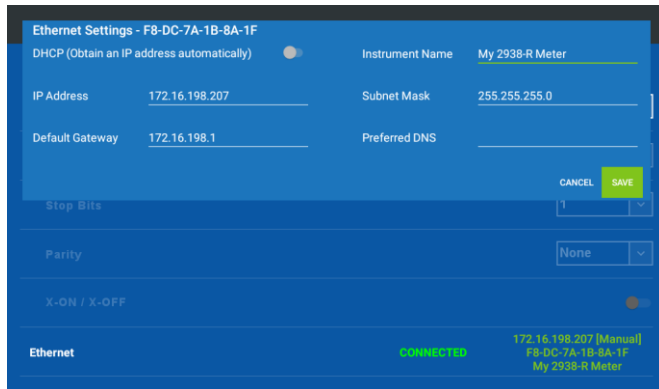 Ethernet Settings - F8-DC-7A-1B-8A-1F
DHCP (Obtain an IP address automatically)
Instrument Name My 2938-R Meter
IP Address 172.16.198.207
Subnet Mask 255.255.255.0
Default Gateway 172.16.198.1
Preferred DNS
CANCEL SAVE
Stop Bits 1
Parity None
X-ON / X-OFF
Ethernet CONNECTED
172.16.198.207 [Manual]
F8-DC-7A-1B-8A-1F
My 2938-R Meter